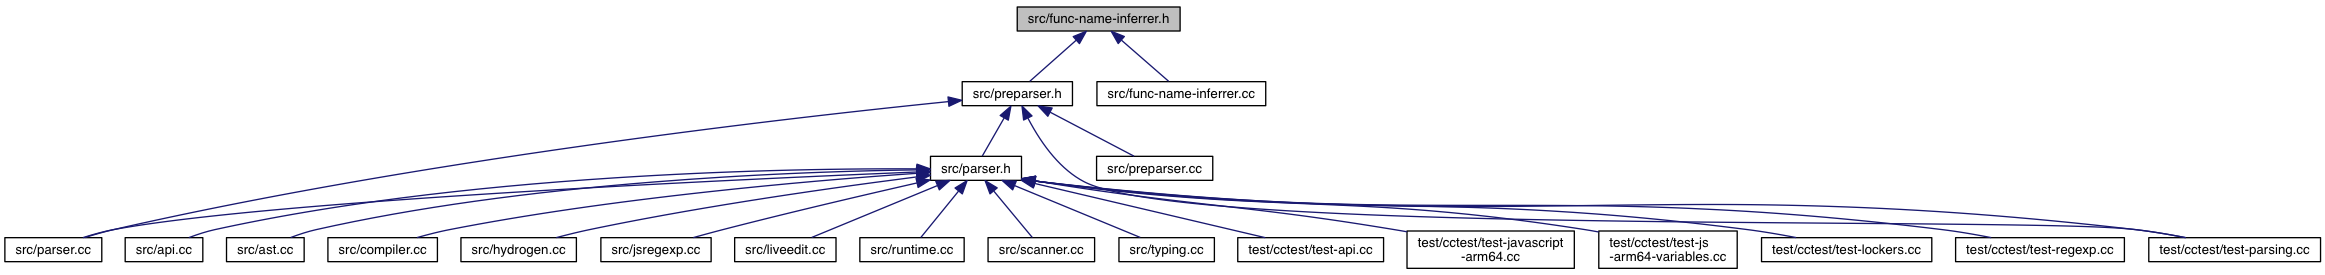 src/func-name-inferrer.h
src/preparser.h
src/func-name-inferrer.cc
src/parser.h
src/preparser.cc
src/parser.cc
src/api.cc
src/ast.cc
src/compiler.cc
src/hydrogen.cc
src/jsregexp.cc
src/liveedit.cc
src/runtime.cc
src/scanner.cc
src/typing.cc
test/cctest/test-api.cc
test/cctest/test-javascript
-arm64.cc
test/cctest/test-js
-arm64-variables.cc
test/cctest/test-lockers.cc
test/cctest/test-regexp.cc
test/cctest/test-parsing.cc